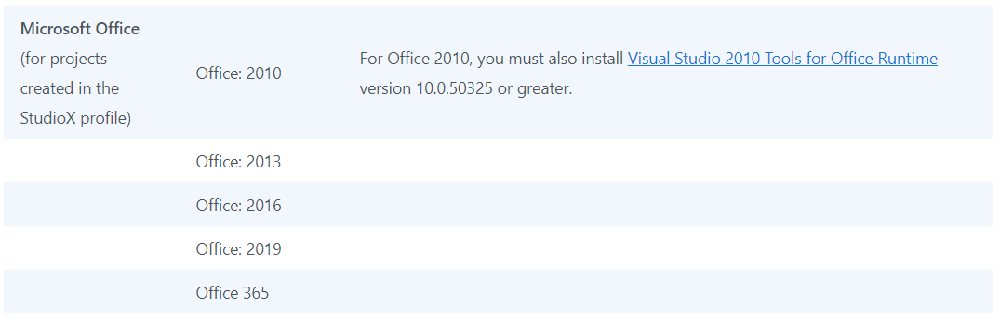 Microsoft Office
(for projects
created in the
StudioX profile)
Office: 2010
For Office 2010, you must also install Visual Studio 2010 Tools for Office Runtime
version 10.0.50325 or greater.
Office: 2013
Office: 2016
Office: 2019
Office 365